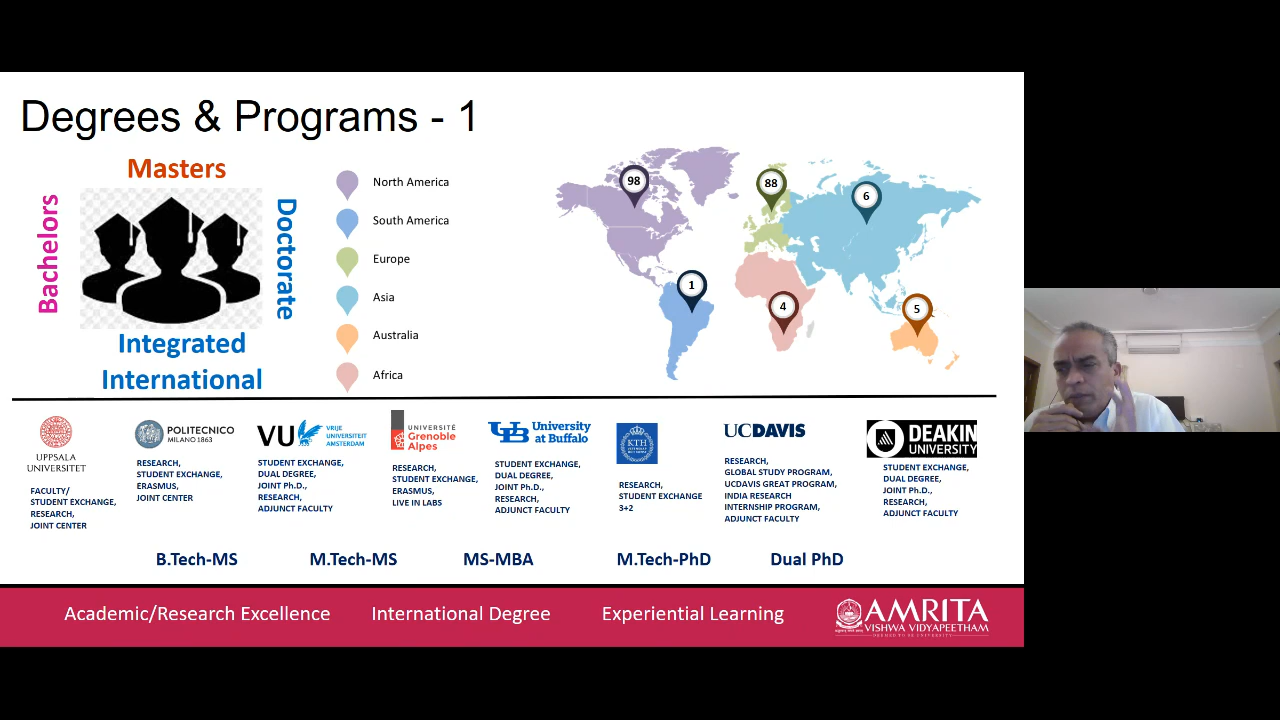 Degrees & Programs - 1
Masters
Bachelors
Doctorate
Integrated
International
North America
South America
Europe
Asia
Australia
Africa
98
88
6
1
4
5
UPPSALA
UNIVERSITET
FACULTY/
STUDENT EXCHANGE,
RESEARCH,
JOINT CENTER
POLITECNICO
MILANO 1863
RESEARCH,
STUDENT EXCHANGE,
ERASMUS,
JOINT CENTER
VU
VRIJE
UNIVERSITEIT
AMSTERDAM
STUDENT EXCHANGE,
DUAL DEGREE,
JOINT Ph.D.,
RESEARCH,
ADJUNCT FACULTY
UNIVERSITÉ
Grenoble
Alpes
RESEARCH,
STUDENT EXCHANGE,
ERASMUS,
LIVE IN LABS
UB University
at Buffalo
STUDENT EXCHANGE,
DUAL DEGREE,
JOINT Ph.D.,
RESEARCH,
ADJUNCT FACULTY
KTH
RESEARCH,
STUDENT EXCHANGE
3+2
UCDAVIS
RESEARCH,
GLOBAL STUDY PROGRAM,
UCDAVIS GREAT PROGRAM,
INDIA RESEARCH
INTERNSHIP PROGRAM,
ADJUNCT FACULTY
DEAKIN
UNIVERSITY
STUDENT EXCHANGE,
DUAL DEGREE,
JOINT Ph.D.,
RESEARCH,
ADJUNCT FACULTY
B.Tech-MS M.Tech-MS MS-MBA M.Tech-PhD Dual PhD
Academic/Research Excellence International Degree Experiential Learning
AMRITA
VISHWA VIDYAPEETHAM
DEEMED TO BE UNIVERSITY